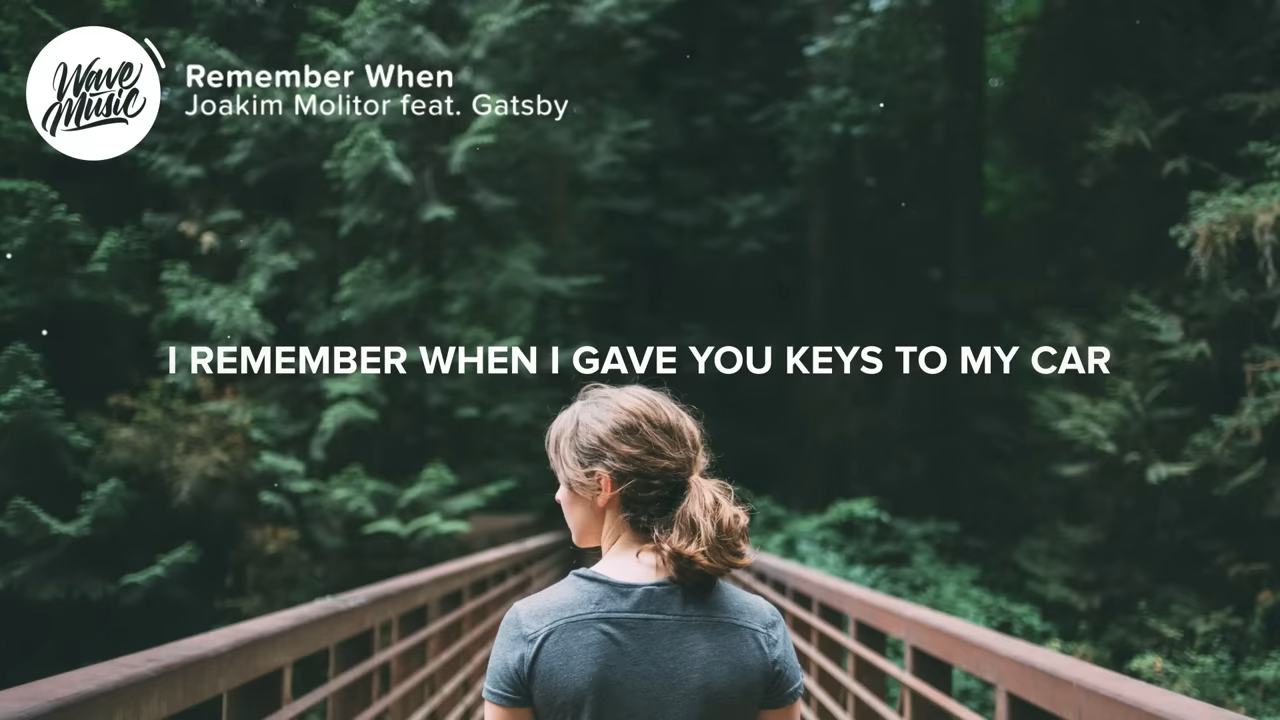 Wave
Music
Remember When
Joakim Molitor feat. Gatsby
I REMEMBER WHEN I GAVE YOU KEYS TO MY CAR